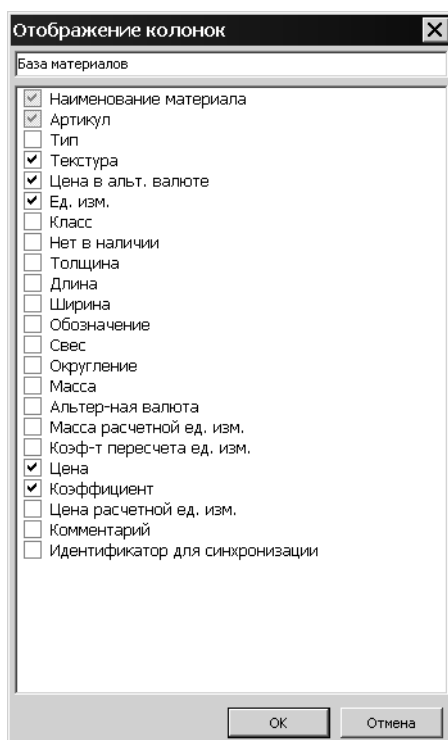 Отображение колонок
База материалов
Наименование материала
Артикул
Тип
Текстура
Цена в альт. валюте
Ед. изм.
Класс
Нет в наличии
Толщина
Длина
Ширина
Обозначение
Свес
Округление
Масса
Альтер-ная валюта
Масса расчетной ед. изм.
Коэф-т пересчета ед. изм.
Цена
Коэффициент
Цена расчетной ед. изм.
Комментарий
Идентификатор для синхронизации
ОК Отмена